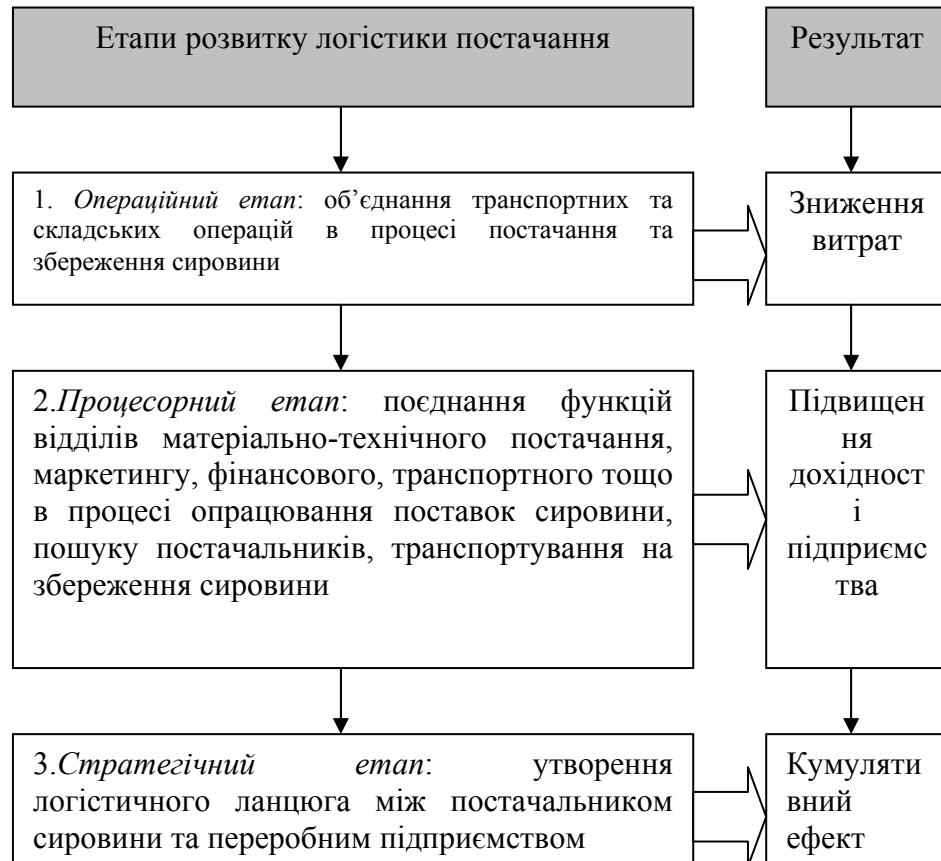 Етапи розвитку логістики постачання
Результат
1. Операційний етап: об’єднання транспортних та
складських операцій в процесі постачання та
збереження сировини
Зниження
витрат
2.Процесорний етап: поєднання функцій
відділів матеріально-технічного постачання,
маркетингу, фінансового, транспортного тощо
в процесі опрацювання поставок сировини,
пошуку постачальників, транспортування на
збереження сировини
Підвищен
ня
дохідност
і
підприємс
тва
3.Стратегічний етап: утворення
логістичного ланцюга між постачальником
сировини та переробним підприємством
Кумуляти
вний
ефект